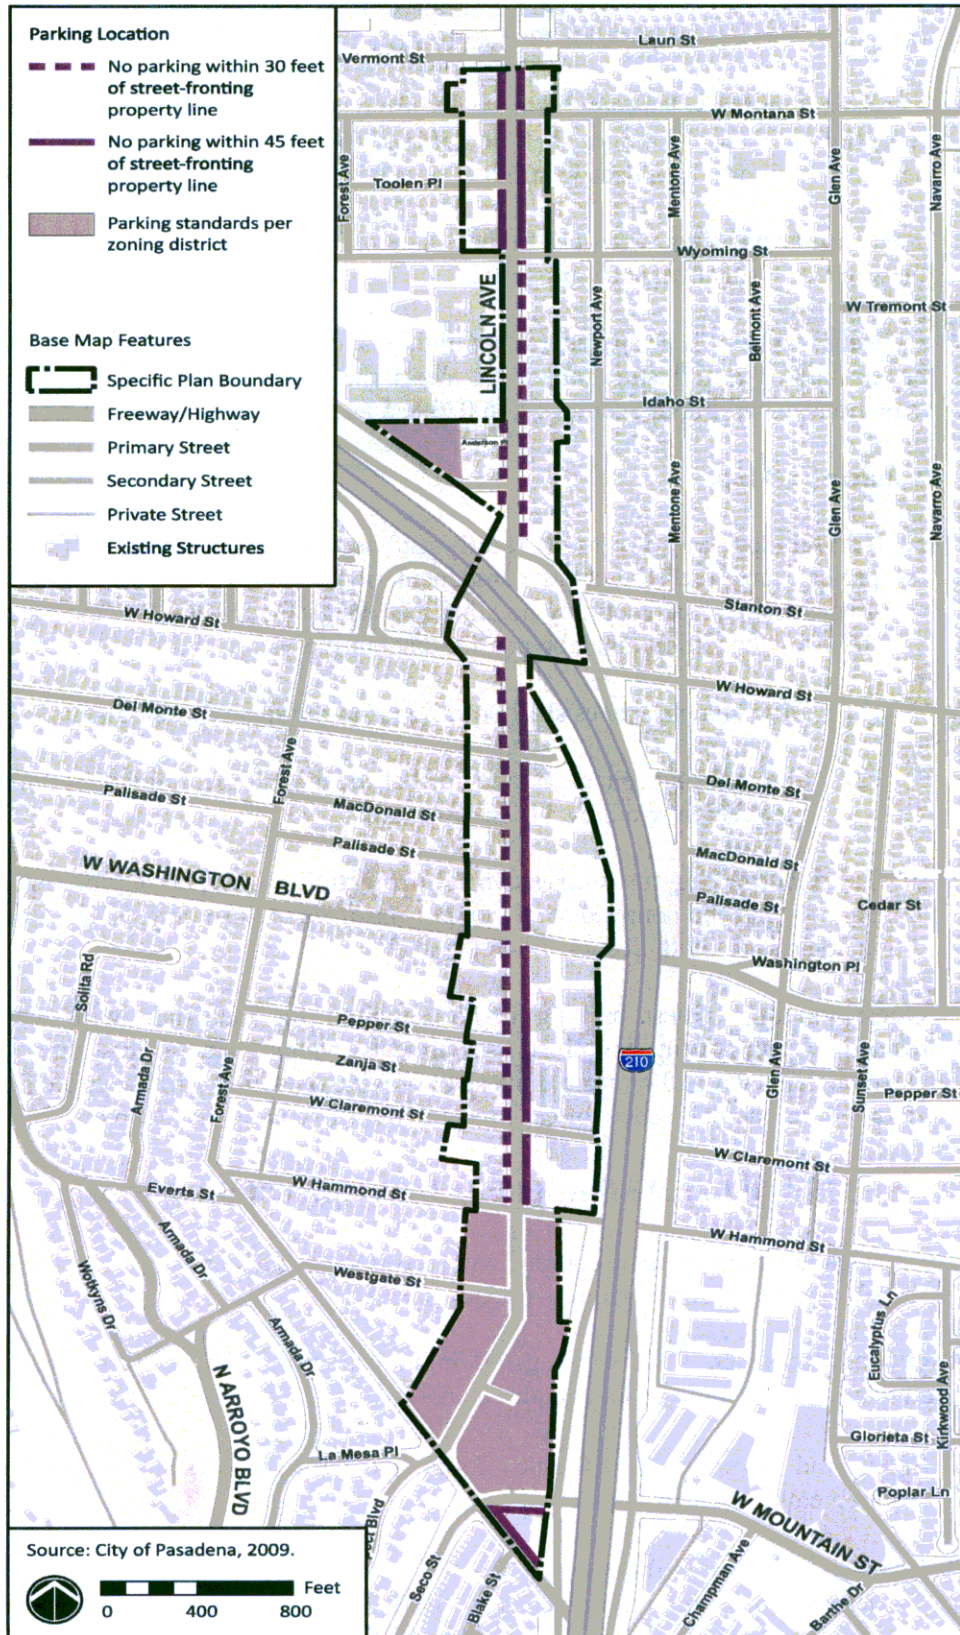 Parking Location
No parking within 30 feet
of street-fronting
property line
No parking within 45 feet
of street-fronting
property line
Parking standards per
zoning district
Base Map Features
Specific Plan Boundary
Freeway/Highway
Primary Street
Secondary Street
Private Street
Existing Structures
Laun St
Vermont St
W Montana St
Forest Ave
Toolen Pl
Mentone Ave
Glen Ave
Navarro Ave
Wyoming St
LINCOLN AVE
Newport Ave
Belmont Ave
W Tremont St
Idaho St
Anderson Pl
Mentone Ave
Glen Ave
Navarro Ave
Stanton St
W Howard St
W Howard St
Del Monte St
Forest Ave
Del Monte St
Palisade St
MacDonald St
Palisade St
MacDonald St
Palisade St
Cedar St
W WASHINGTON BLVD
Washington Pl
Solita Rd
Pepper St
Zanja St
Armada Dr
Forest Ave
210
Glen Ave
Sunset Ave
Pepper St
W Claremont St
W Claremont St
W Hammond St
Everts St
W Hammond St
Armada Dr
Wotkyns Dr
Westgate St
Armada Dr
Eucalyptus Ln
Kirkwood Ave
N ARROYO BLVD
La Mesa Pl
Glorieta St
Poplar Ln
W MOUNTAIN ST
Blvd
Seco St
Blake St
Champman Ave
Barthe Dr
Source: City of Pasadena, 2009.
Feet
0 400 800